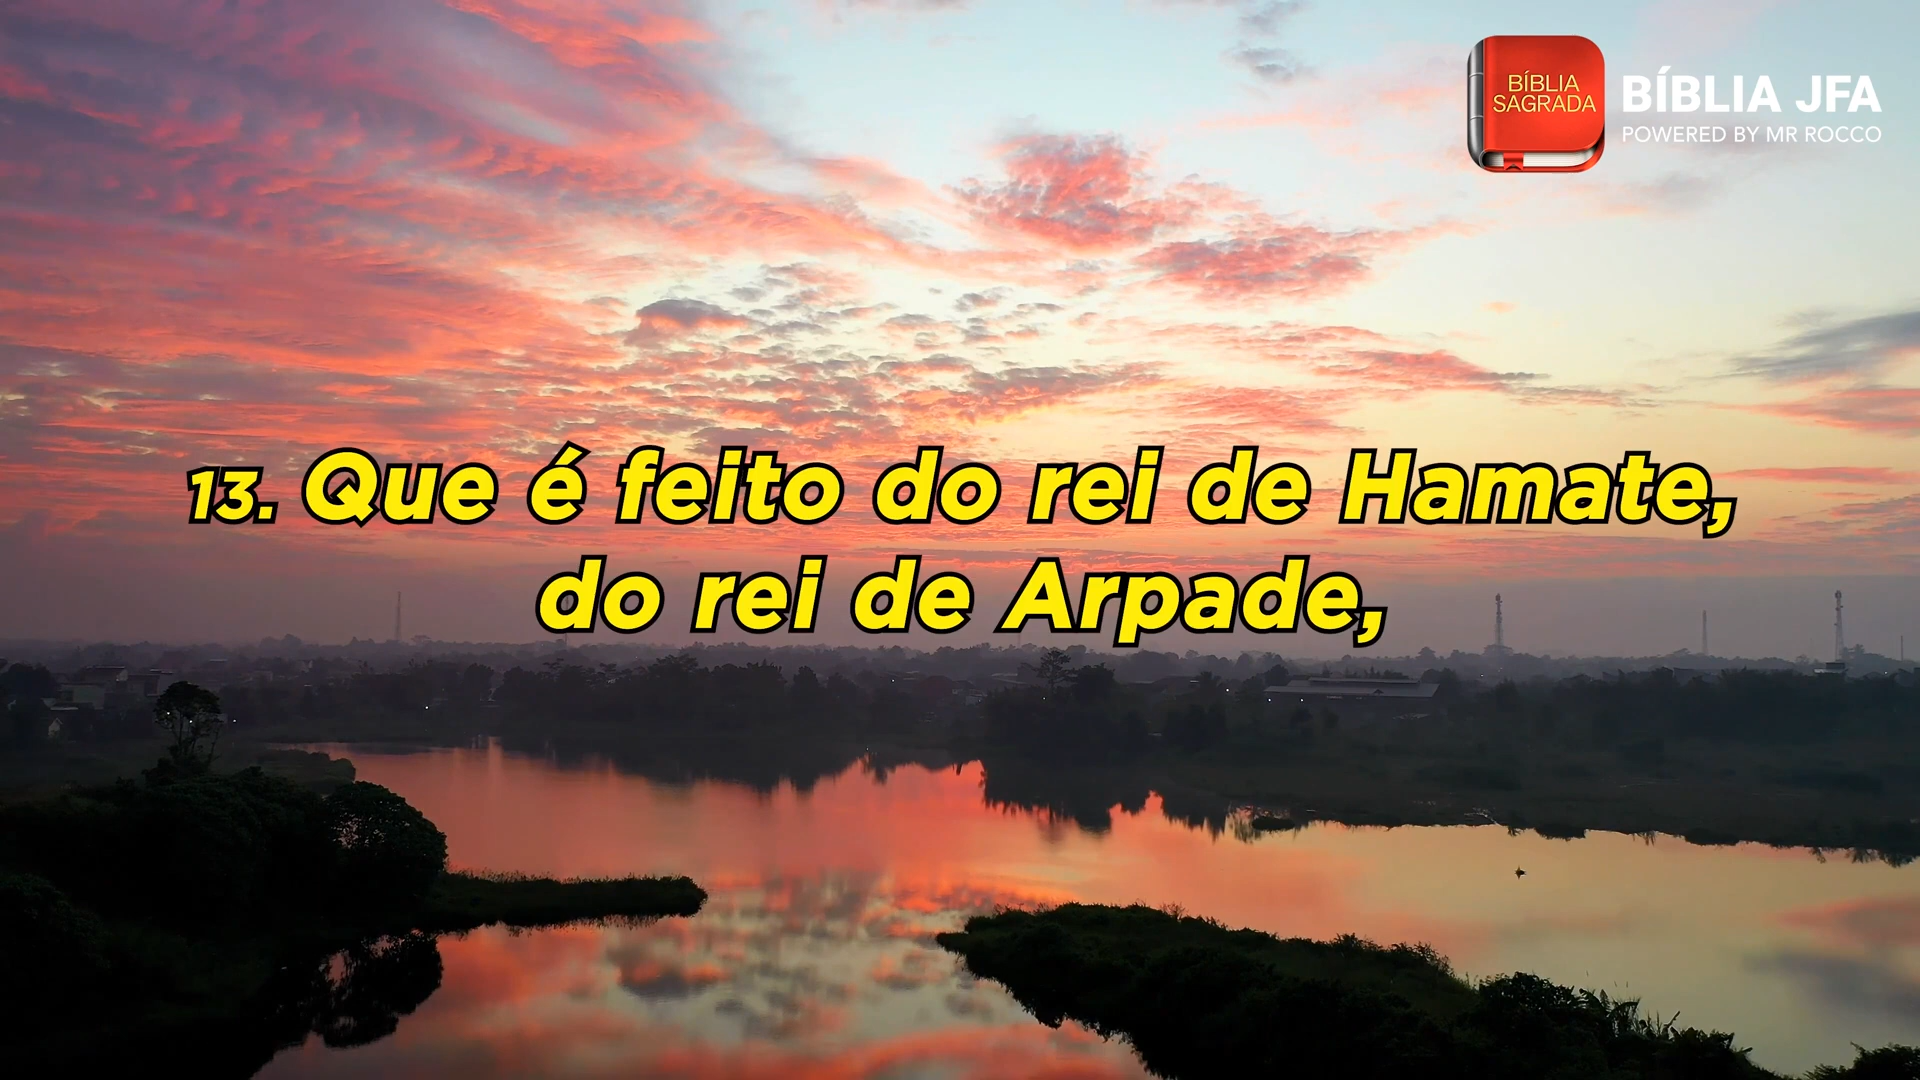 BÍBLIA
SAGRADA
BÍBLIA JFA
POWERED BY MR ROCCO
13. Que é feito do rei de Hamate,
do rei de Arpade,